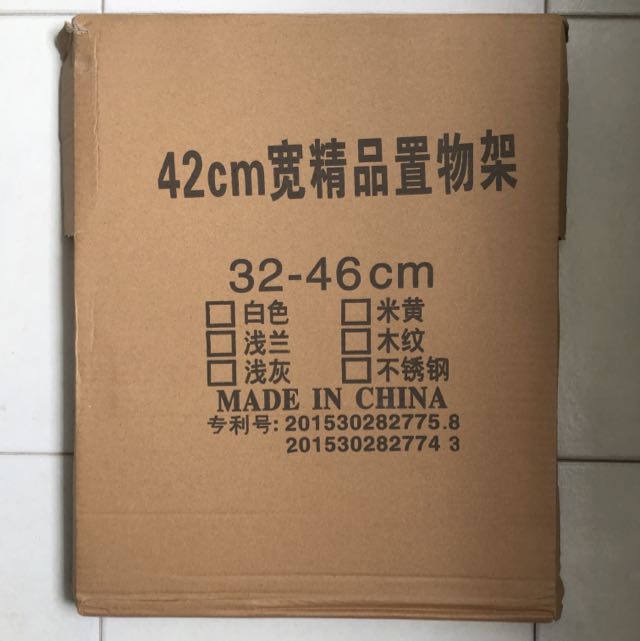 42cm宽精品置物架
32-46cm
□白色 □米黄
□浅兰 □木纹
□浅灰 □不锈钢
MADE IN CHINA
专利号: 201530282775.8
201530282774 3